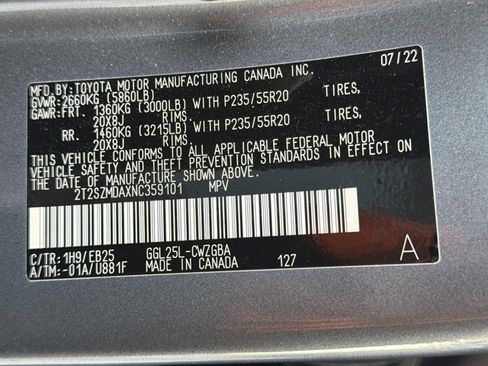 07/22
MFD. BY: TOYOTA MOTOR MANUFACTURING CANADA INC.
GVWR: 2660KG (5860LB)
GAWR: FRT. 1360KG (3000LB) WITH P235/55R20 TIRES,
20X8J RIMS,
RR. 1460KG (3215LB) WITH P235/55R20 TIRES,
20X8J RIMS.
THIS VEHICLE CONFORMS TO ALL APPLICABLE FEDERAL MOTOR
VEHICLE SAFETY AND THEFT PREVENTION STANDARDS IN EFFECT ON
THE DATE OF MANUFACTURE SHOWN ABOVE.
2T2SZMDAXNC359101 MPV
C/TR: 1H9/EB25 GGL25L-CWZGBA
A/TM: -01A/U881F MADE IN CANADA 127
A